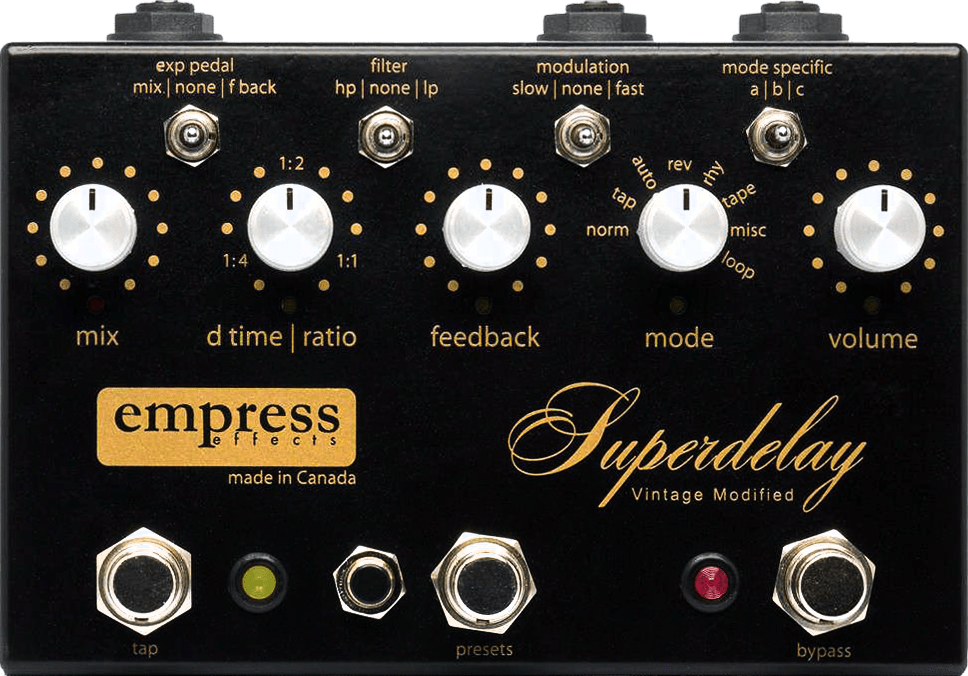 exp pedal
mix | none | f back
filter
hp | none | lp
modulation
slow | none | fast
mode specific
a | b | c
1:2
1:4
1:1
norm
tap
auto
rev
rhy
tape
misc
loop
mix
d time | ratio
feedback
mode
volume
empress
effects
made in Canada
Superdelay
Vintage Modified
tap
presets
bypass